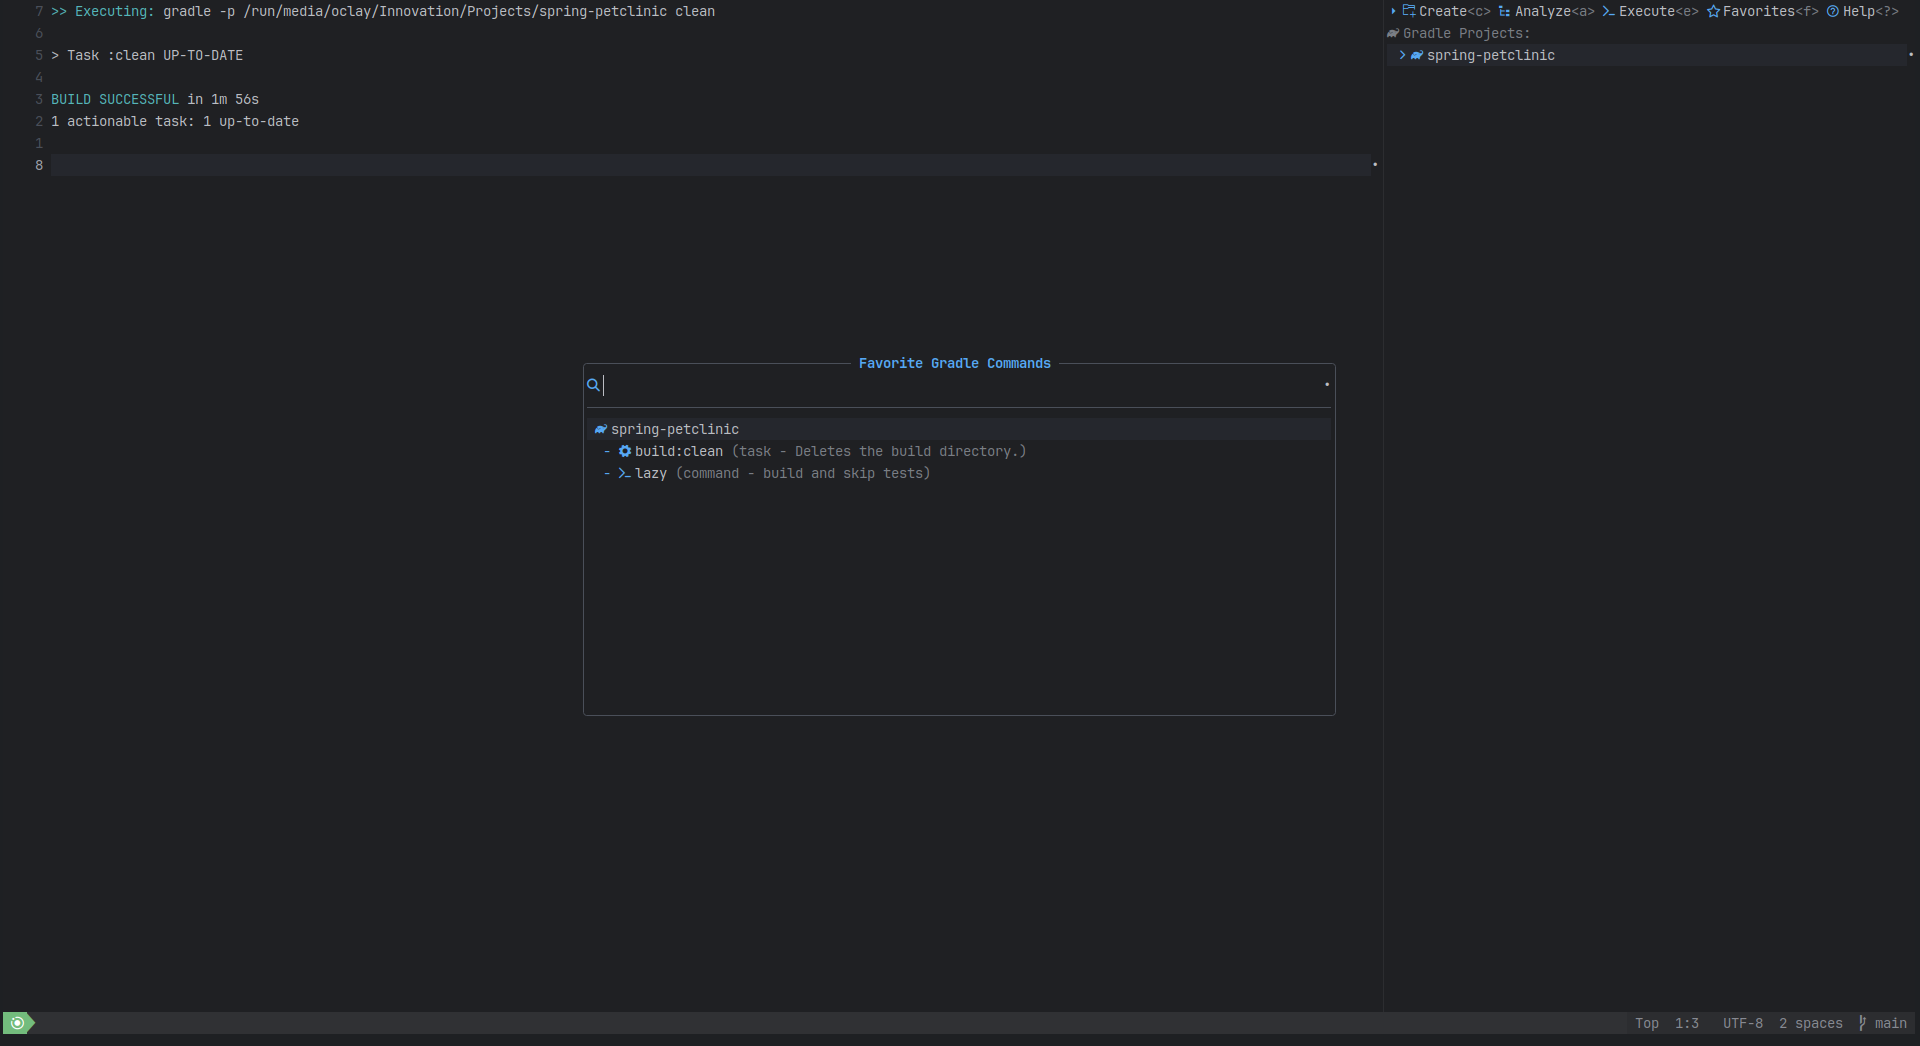 7 >> Executing: gradle -p /run/media/oclay/Innovation/Projects/spring-petclinic clean
6
5 > Task :clean UP-TO-DATE
4
3 BUILD SUCCESSFUL in 1m 56s
2 1 actionable task: 1 up-to-date
1
8
Create<c> Analyze<a> Execute<e> Favorites<f> Help<?>
Gradle Projects:
spring-petclinic
Favorite Gradle Commands
spring-petclinic
- build:clean (task - Deletes the build directory.)
- lazy (command - build and skip tests)
Top 1:3 UTF-8 2 spaces main